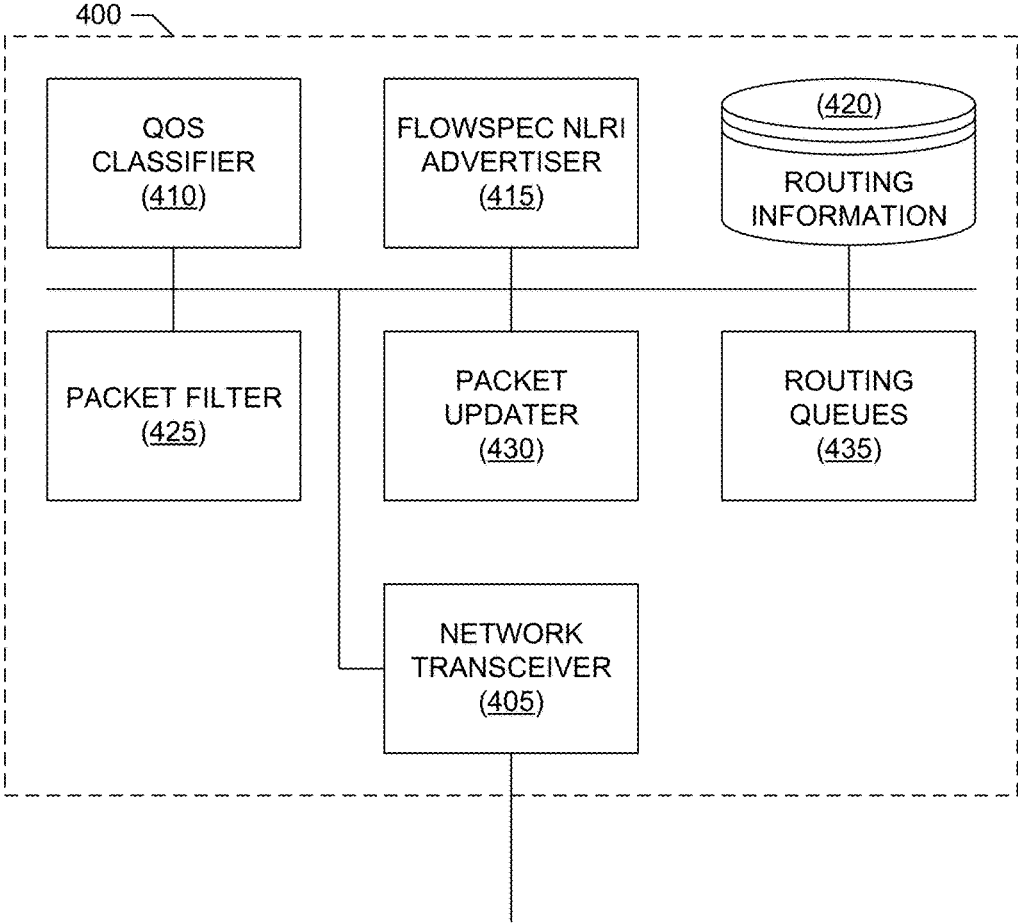 400
QOS
CLASSIFIER
(410)
FLOWSPEC NLRI
ADVERTISER
(415)
(420)
ROUTING
INFORMATION
PACKET FILTER
(425)
PACKET
UPDATER
(430)
ROUTING
QUEUES
(435)
NETWORK
TRANSCEIVER
(405)